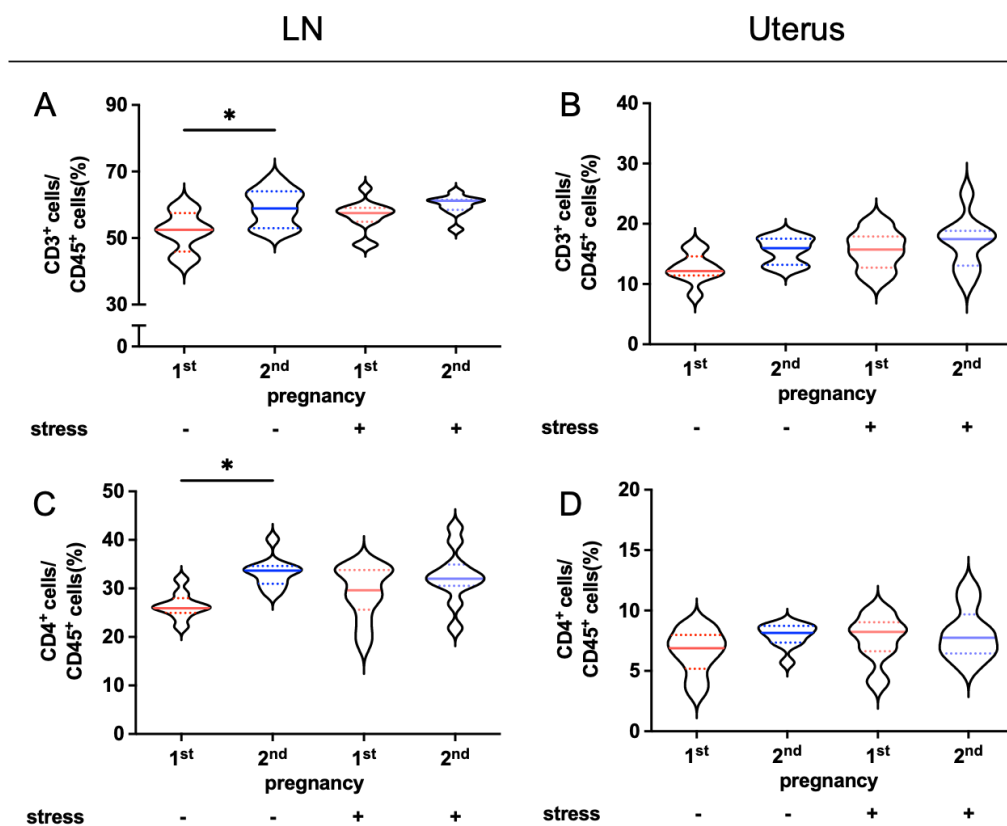 LN Uterus
A
*
CD3⁺ cells/
CD45⁺ cells(%)
90
70
50
30
0
1ˢᵗ 2ⁿᵈ 1ˢᵗ 2ⁿᵈ
pregnancy
stress - - + +
B
CD3⁺ cells/
CD45⁺ cells(%)
40
30
20
10
0
1ˢᵗ 2ⁿᵈ 1ˢᵗ 2ⁿᵈ
pregnancy
- - + +
C
*
CD4⁺ cells/
CD45⁺ cells(%)
50
40
30
20
10
0
1ˢᵗ 2ⁿᵈ 1ˢᵗ 2ⁿᵈ
pregnancy
stress - - + +
D
CD4⁺ cells/
CD45⁺ cells(%)
20
15
10
5
0
1ˢᵗ 2ⁿᵈ 1ˢᵗ 2ⁿᵈ
pregnancy
- - + +